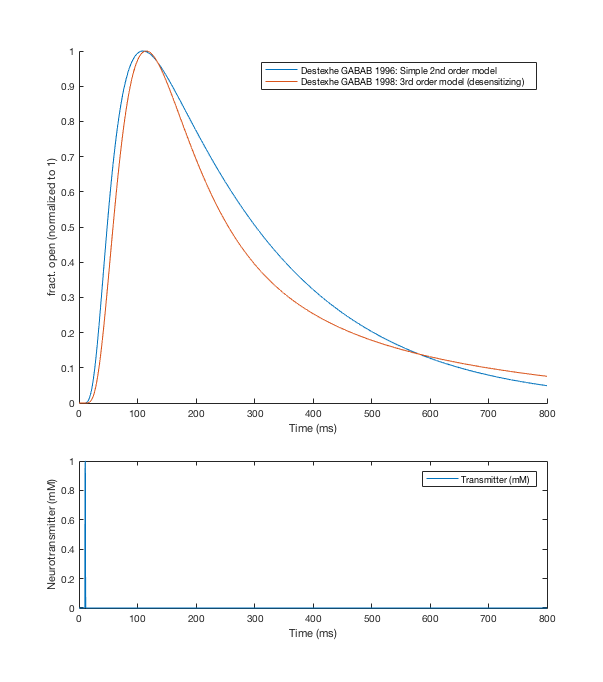 1
0.9
0.8
0.7
0.6
0.5
0.4
0.3
0.2
0.1
0
fract. open (normalized to 1)
Destexhe GABAB 1996: Simple 2nd order model
Destexhe GABAB 1998: 3rd order model (desensitizing)
0 100 200 300 400 500 600 700 800
Time (ms)
1
0.8
0.6
0.4
0.2
0
Neurotransmitter (mM)
Transmitter (mM)
0 100 200 300 400 500 600 700 800
Time (ms)